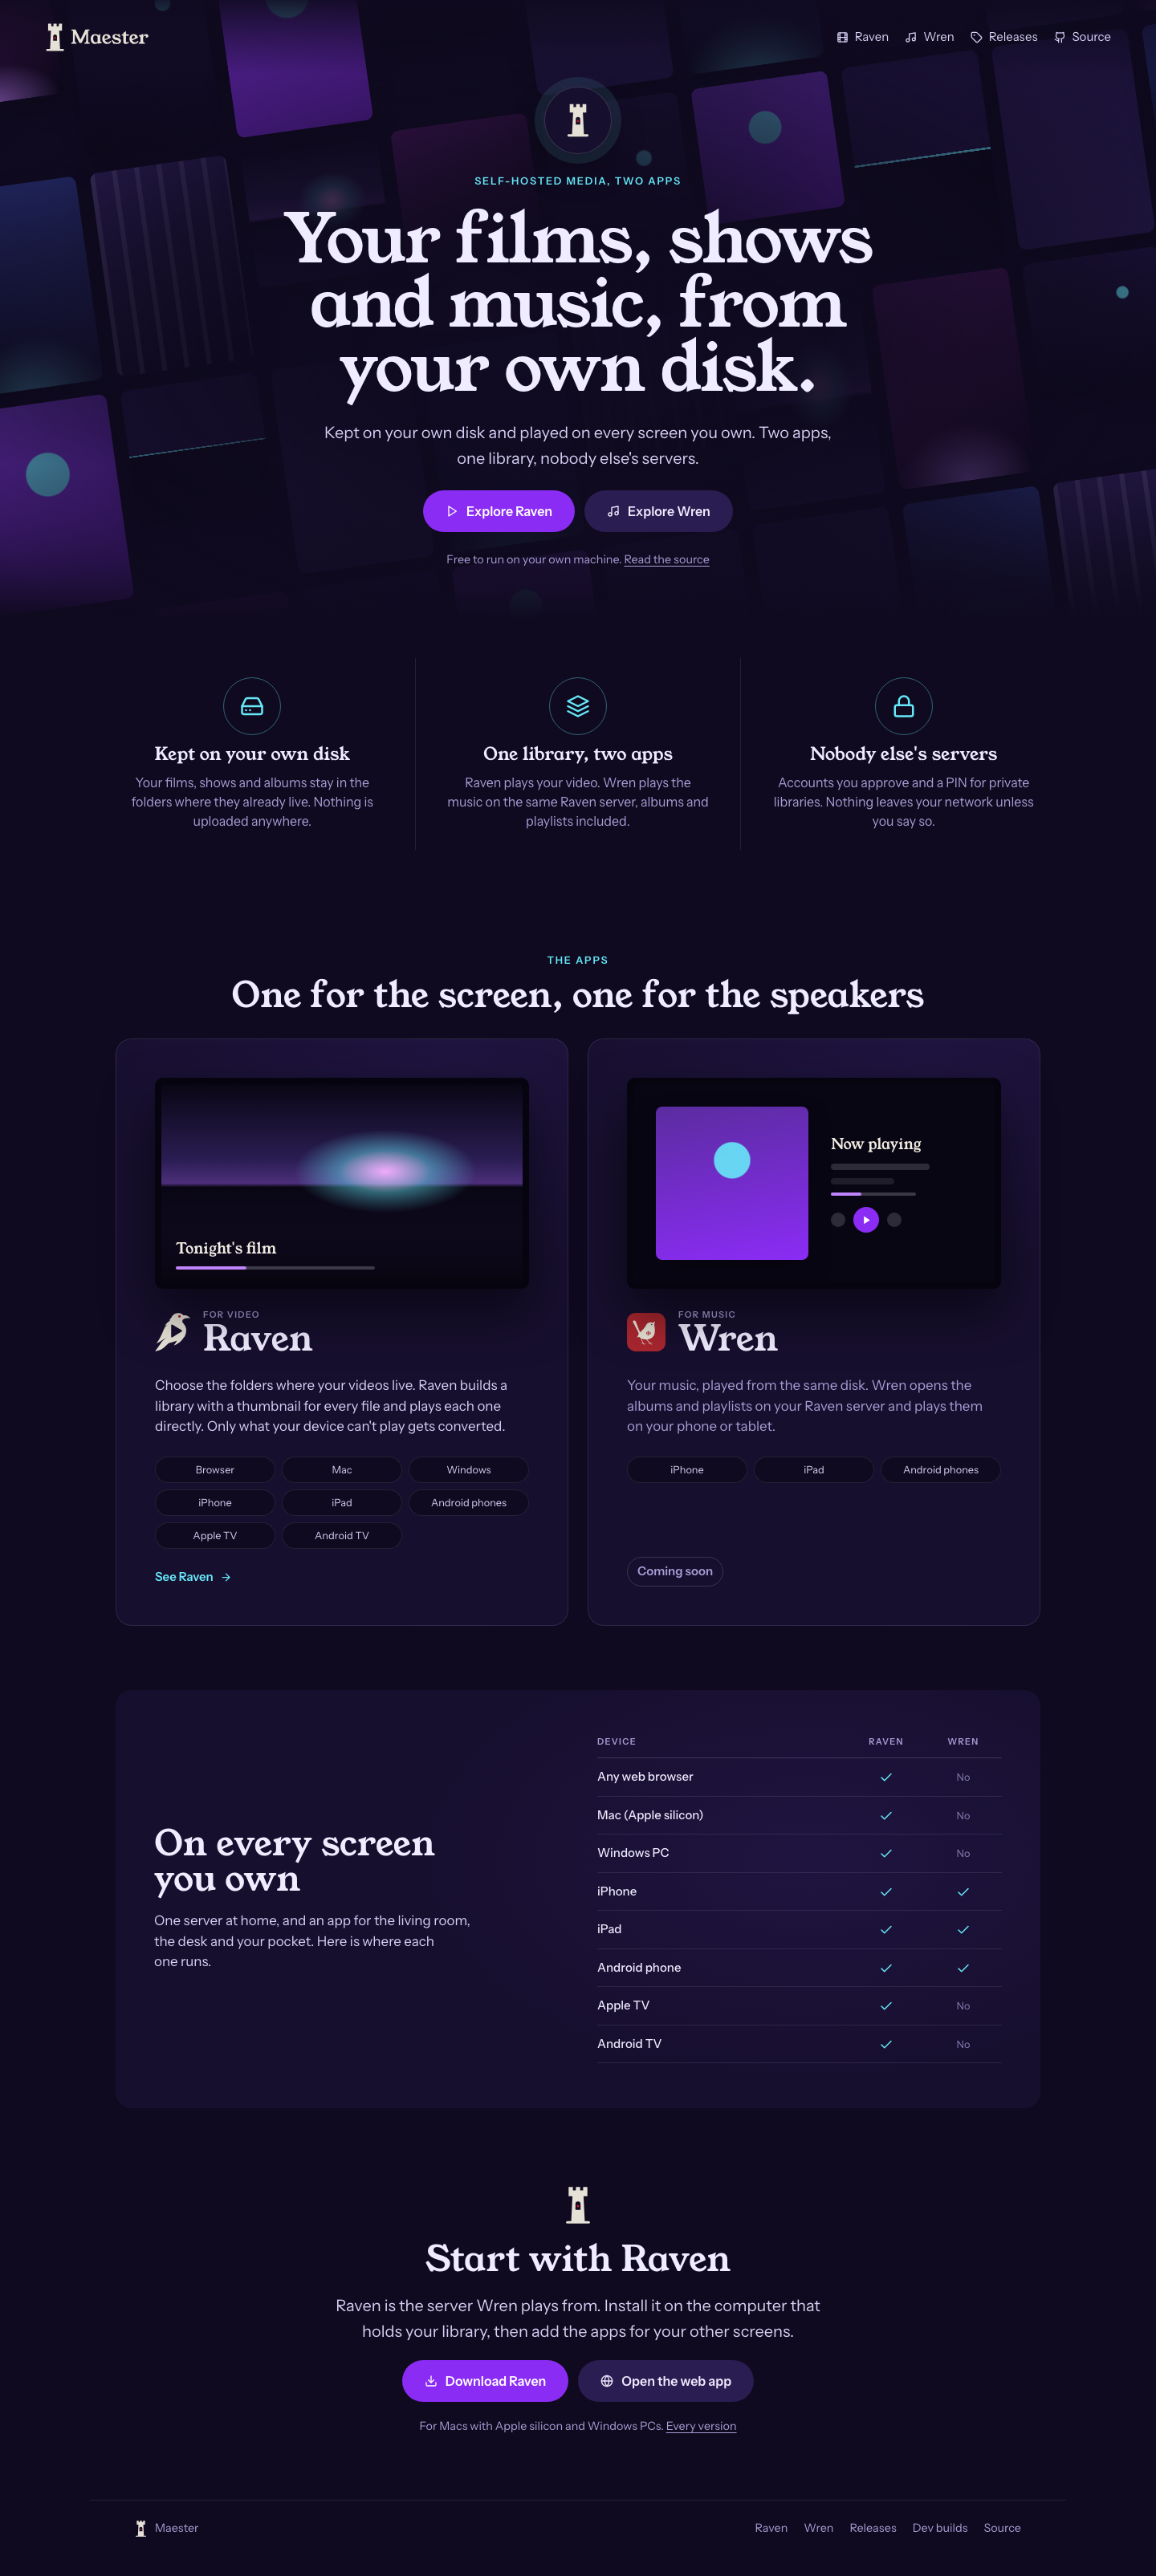 Maester
Raven
Wren
Releases
Source
SELF-HOSTED MEDIA, TWO APPS
Your films, shows
and music, from
your own disk.
Kept on your own disk and played on every screen you own. Two apps,
one library, nobody else's servers.
Explore Raven
Explore Wren
Free to run on your own machine. Read the source
Kept on your own disk
Your films, shows and albums stay in the
folders where they already live. Nothing is
uploaded anywhere.
One library, two apps
Raven plays your video. Wren plays the
music on the same Raven server, albums and
playlists included.
Nobody else's servers
Accounts you approve and a PIN for private
libraries. Nothing leaves your network unless
you say so.
THE APPS
One for the screen, one for the speakers
Tonight's film
FOR VIDEO
Raven
Choose the folders where your videos live. Raven builds a
library with a thumbnail for every file and plays each one
directly. Only what your device can't play gets converted.
Browser
Mac
Windows
iPhone
iPad
Android phones
Apple TV
Android TV
See Raven
Now playing
FOR MUSIC
Wren
Your music, played from the same disk. Wren opens the
albums and playlists on your Raven server and plays them
on your phone or tablet.
iPhone
iPad
Android phones
Coming soon
On every screen
you own
One server at home, and an app for the living room,
the desk and your pocket. Here is where each
one runs.
DEVICE RAVEN WREN
Any web browser No
Mac (Apple silicon) No
Windows PC No
iPhone
iPad
Android phone
Apple TV No
Android TV No
Start with Raven
Raven is the server Wren plays from. Install it on the computer that
holds your library, then add the apps for your other screens.
Download Raven
Open the web app
For Macs with Apple silicon and Windows PCs. Every version
Maester
Raven
Wren
Releases
Dev builds
Source